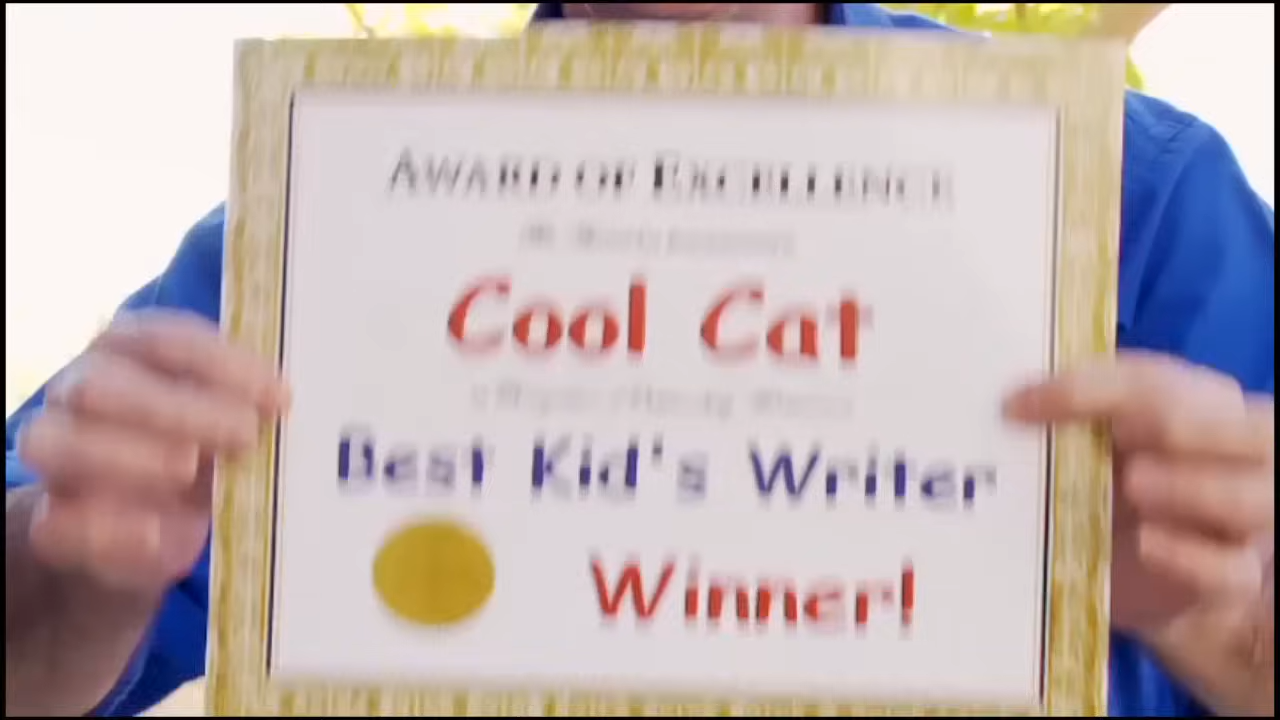 AWARD OF EXCELLENCE
Cool Cat
Best Kid's Writer
Winner!